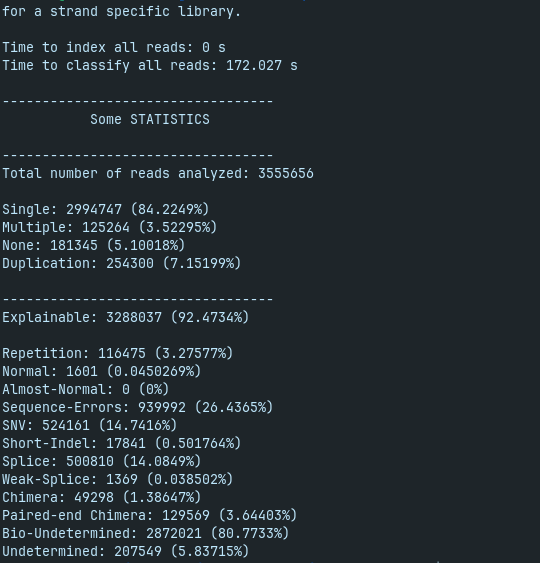 for a strand specific library.
Time to index all reads: 0 s
Time to classify all reads: 172.027 s
----------------------------------
Some STATISTICS
----------------------------------
Total number of reads analyzed: 3555656
Single: 2994747 (84.2249%)
Multiple: 125264 (3.52295%)
None: 181345 (5.10018%)
Duplication: 254300 (7.15199%)
----------------------------------
Explainable: 3288037 (92.4734%)
Repetition: 116475 (3.27577%)
Normal: 1601 (0.0450269%)
Almost-Normal: 0 (0%)
Sequence-Errors: 939992 (26.4365%)
SNV: 524161 (14.7416%)
Short-Indel: 17841 (0.501764%)
Splice: 500810 (14.0849%)
Weak-Splice: 1369 (0.038502%)
Chimera: 49298 (1.38647%)
Paired-end Chimera: 129569 (3.64403%)
Bio-Undetermined: 2872021 (80.7733%)
Undetermined: 207549 (5.83715%)